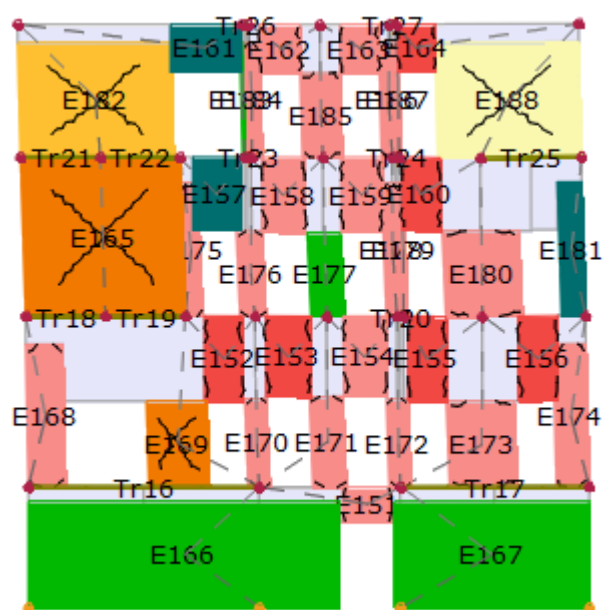 Tr26 Tr27
E161 E162 E163 E164
E182 E185 E188
Tr21 Tr22 Tr23 Tr24 Tr25
E157 E158 E159 E160
E165 E176 E177 E180 E181
Tr18 Tr19 Tr20
E152 E153 E154 E155 E156
E168 E169 E170 E171 E172 E173 E174
Tr16 E151 Tr17
E166 E167